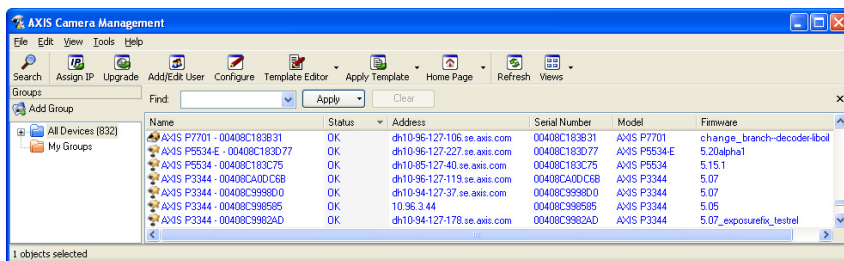 AXIS Camera Management
File Edit View Tools Help
Search Assign IP Upgrade Add/Edit User Configure Template Editor Apply Template Home Page Refresh Views
Groups
Add Group
All Devices (832)
My Groups
Find: Apply Clear
Name Status Address Serial Number Model Firmware
AXIS P7701 - 00408C183B31 OK dh10-96-127-106.se.axis.com 00408C183B31 AXIS P7701 change_branch--decoder-liboil
AXIS P5534-E - 00408C183D77 OK dh10-96-127-227.se.axis.com 00408C183D77 AXIS P5534-E 5.20alpha1
AXIS P5534 - 00408C183C75 OK dh10-85-127-40.se.axis.com 00408C183C75 AXIS P5534 5.15.1
AXIS P3344 - 00408CA0DC6B OK dh10-96-127-119.se.axis.com 00408CA0DC6B AXIS P3344 5.07
AXIS P3344 - 00408C9998D0 OK dh10-94-127-37.se.axis.com 00408C9998D0 AXIS P3344 5.07
AXIS P3344 - 00408C998585 OK 10.96.3.44 00408C998585 AXIS P3344 5.05
AXIS P3344 - 00408C9982AD OK dh10-94-127-178.se.axis.com 00408C9982AD AXIS P3344 5.07_exposurefix_testrel
1 objects selected